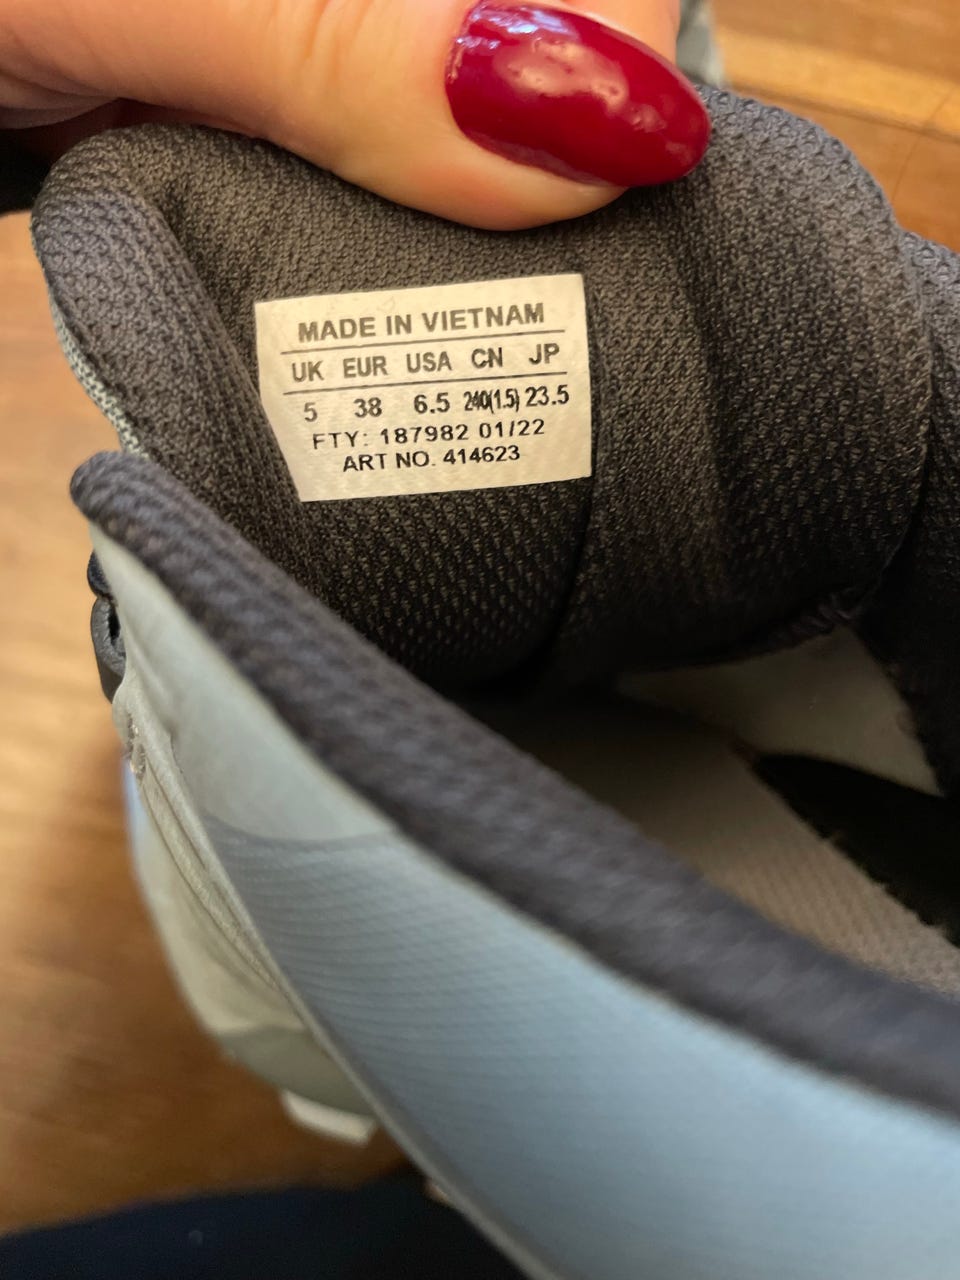 MADE IN VIETNAM
UK EUR USA CN JP
5 38 6.5 240(1.5) 23.5
FTY: 187982 01/22
ART NO. 414623